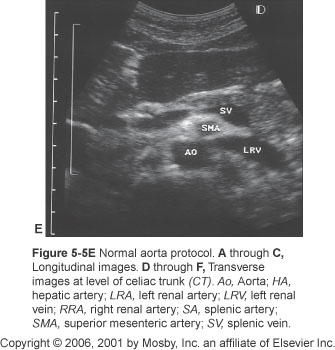 D
SV
SMA
AO
LRV
E
Figure 5-5E Normal aorta protocol. A through C,
Longitudinal images. D through F, Transverse
images at level of celiac trunk (CT). Ao, Aorta; HA,
hepatic artery; LRA, left renal artery; LRV, left renal
vein; RRA, right renal artery; SA, splenic artery;
SMA, superior mesenteric artery; SV, splenic vein.
Copyright © 2006, 2001 by Mosby, Inc. an affiliate of Elsevier Inc.